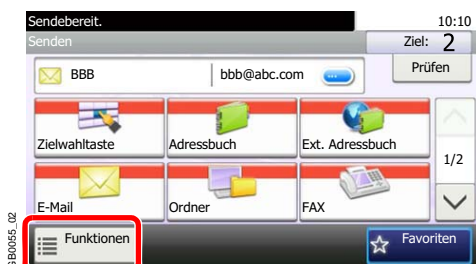 Sendebereit.
10:10
Senden
Ziel: 2
BBB
bbb@abc.com
Prüfen
Zielwahltaste
Adressbuch
Ext. Adressbuch
1/2
E-Mail
Ordner
FAX
Funktionen
Favoriten
GB0055_02